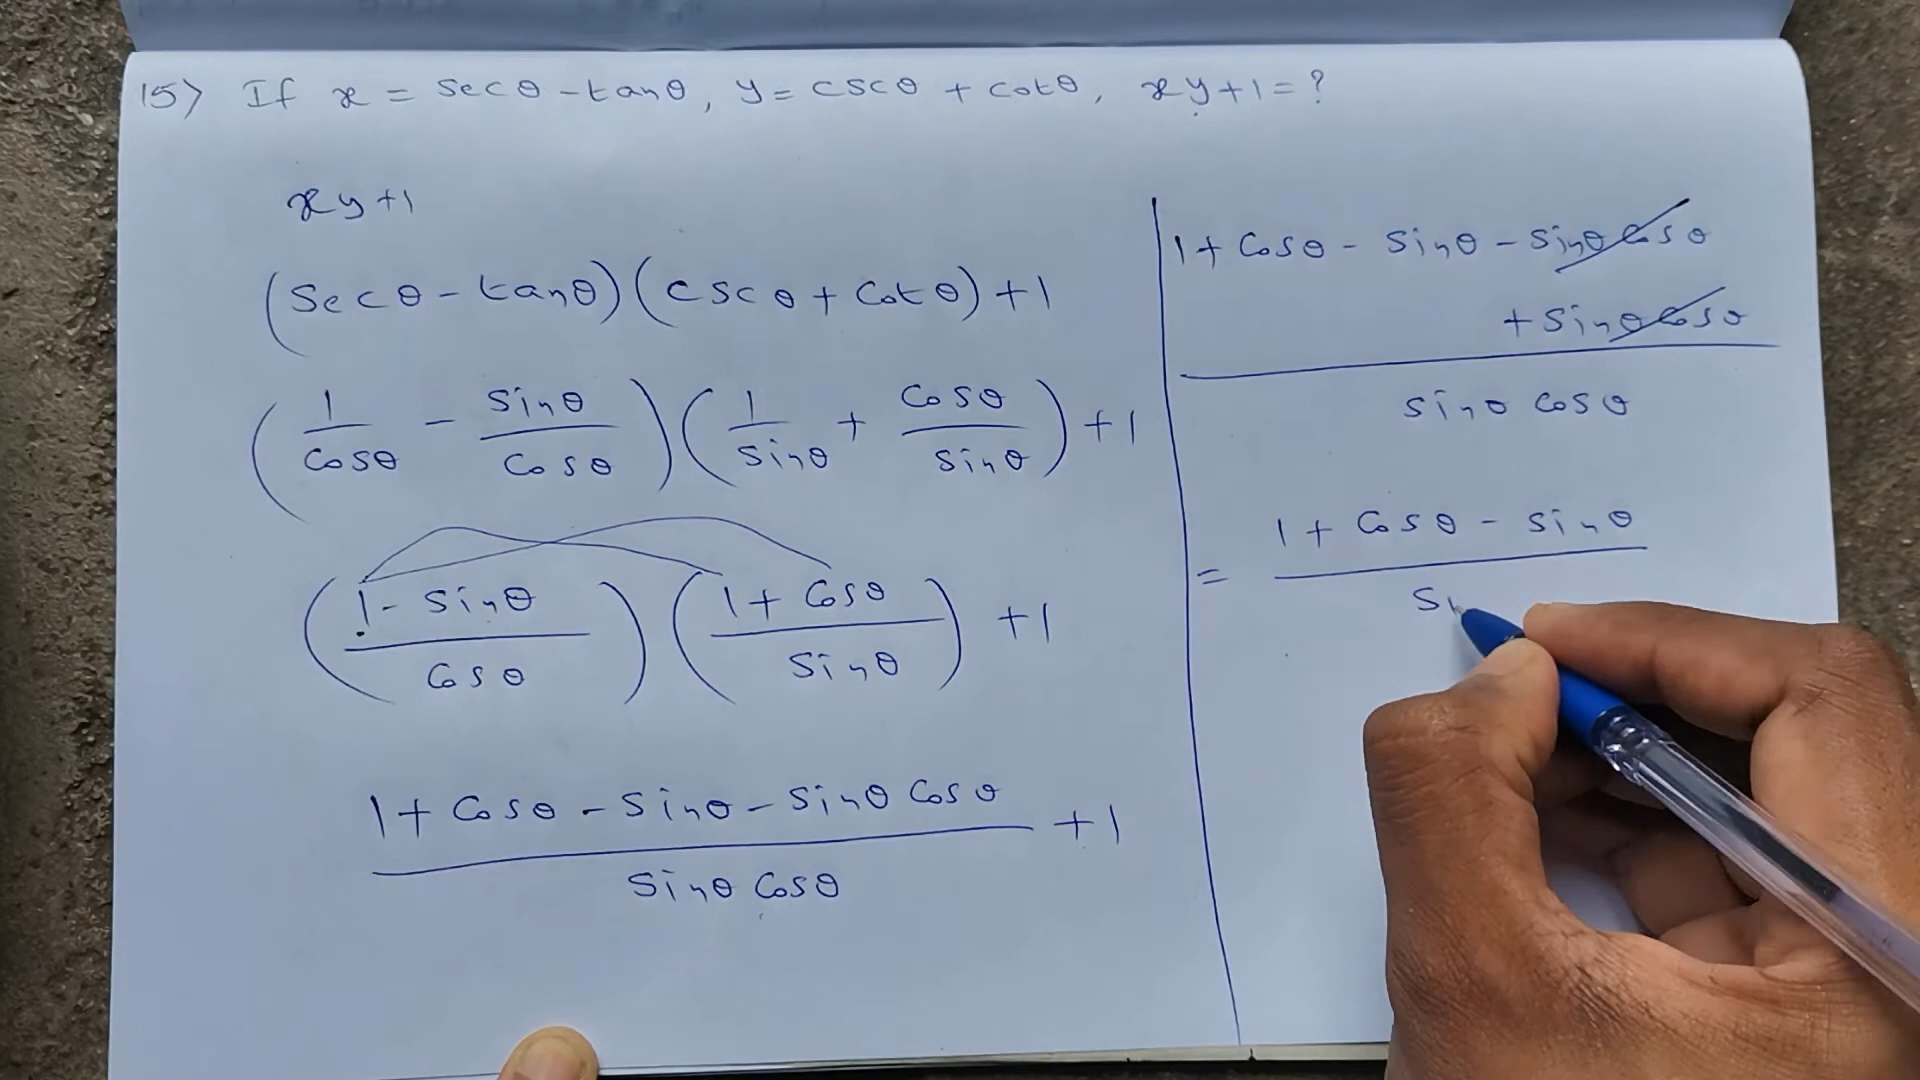 15) If x = secθ - tanθ, y = cscθ + cotθ, xy+1 = ?
xy+1
(secθ - tanθ)(cscθ + cotθ) + 1
(1/cosθ - sinθ/cosθ)(1/sinθ + cosθ/sinθ) + 1
(1 - sinθ/cosθ)(1 + cosθ/sinθ) + 1
1 + cosθ - sinθ - sinθ cosθ + 1
sinθ cosθ
1 + cosθ - sinθ - sinθ cosθ
+ sinθ cosθ
sinθ cosθ
= 1 + cosθ - sinθ
si